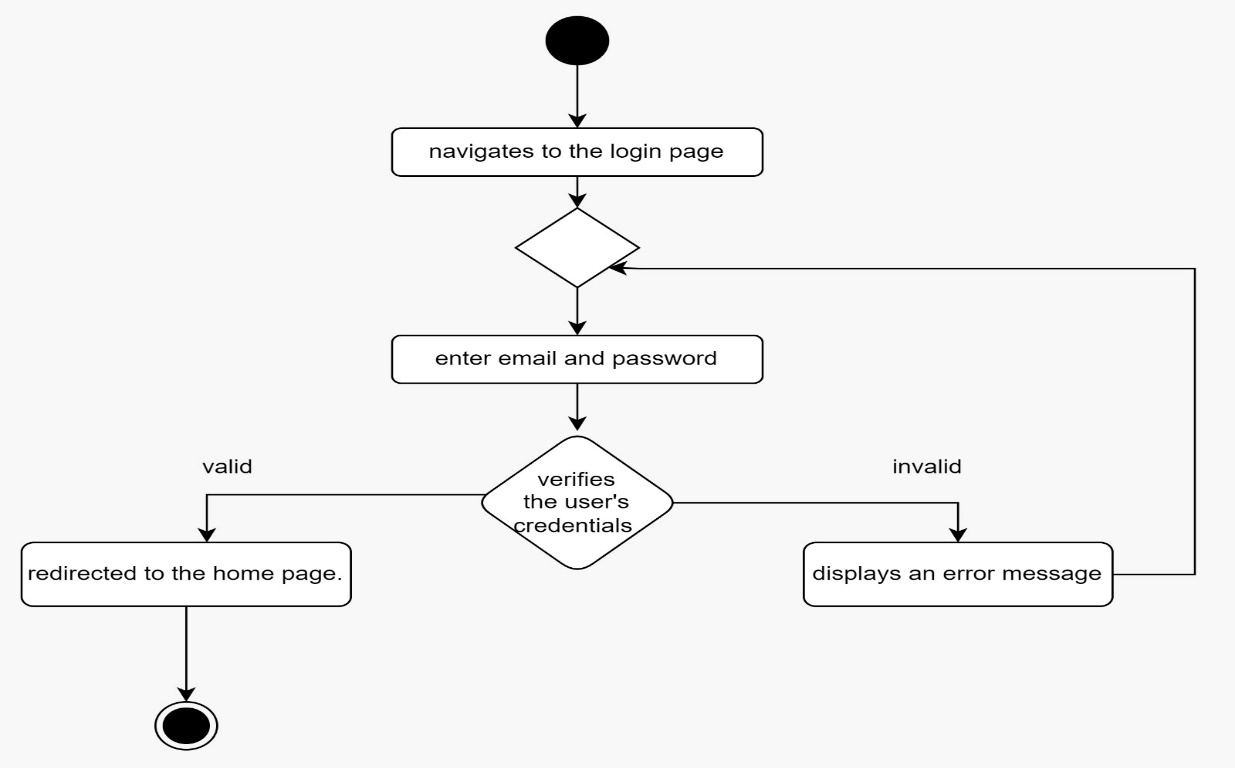 navigates to the login page
enter email and password
valid
invalid
verifies
the user's
credentials
redirected to the home page.
displays an error message